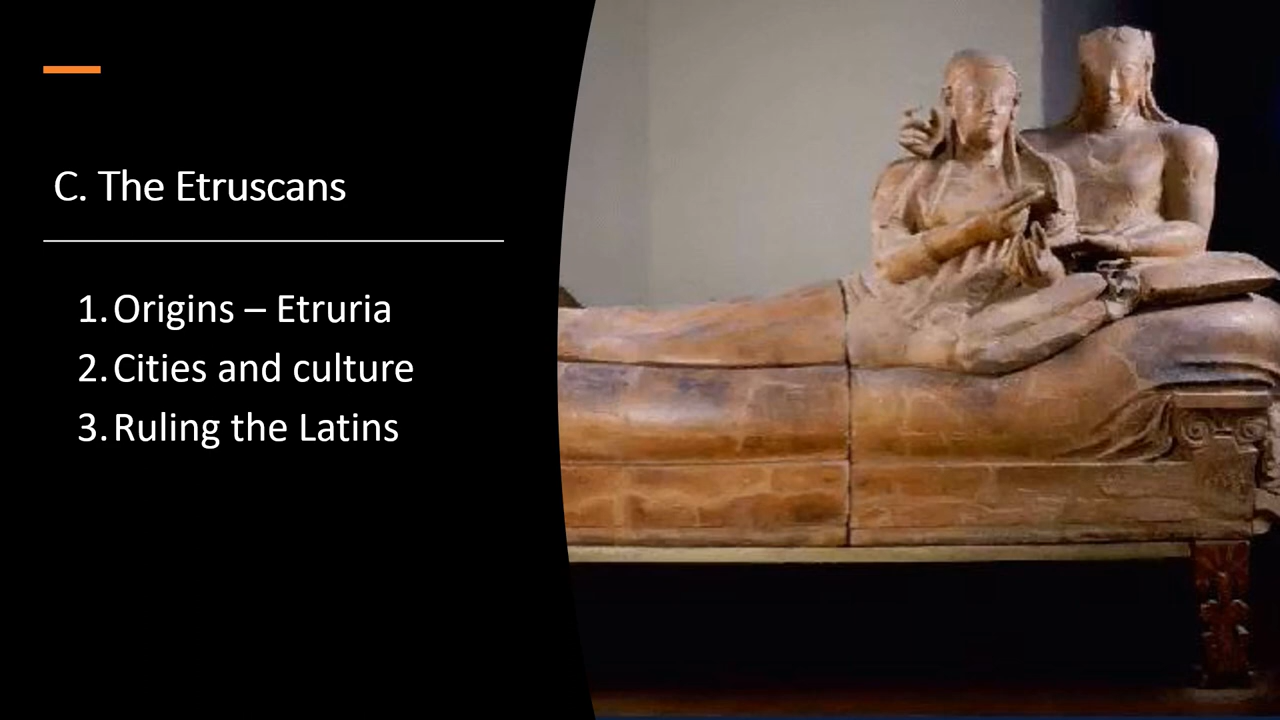 C. The Etruscans
1. Origins – Etruria
2. Cities and culture
3. Ruling the Latins